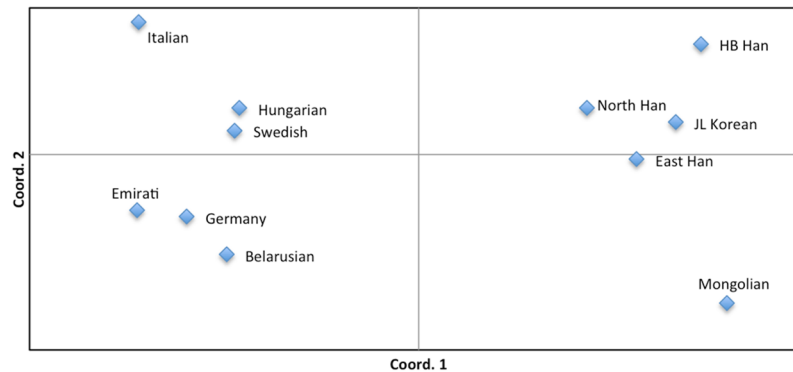 Italian
HB Han
Hungarian
North Han
Swedish
JL Korean
East Han
Emirati
Germany
Belarusian
Mongolian
Coord. 2
Coord. 1